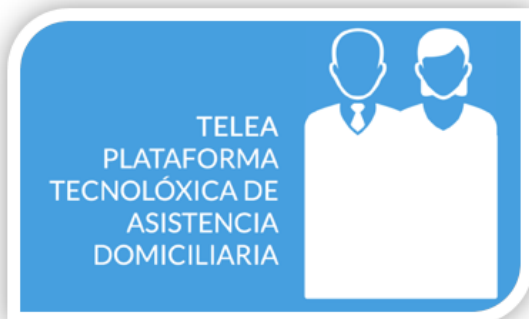 TELEA
PLATAFORMA
TECNOLÓXICA DE
ASISTENCIA
DOMICILIARIA